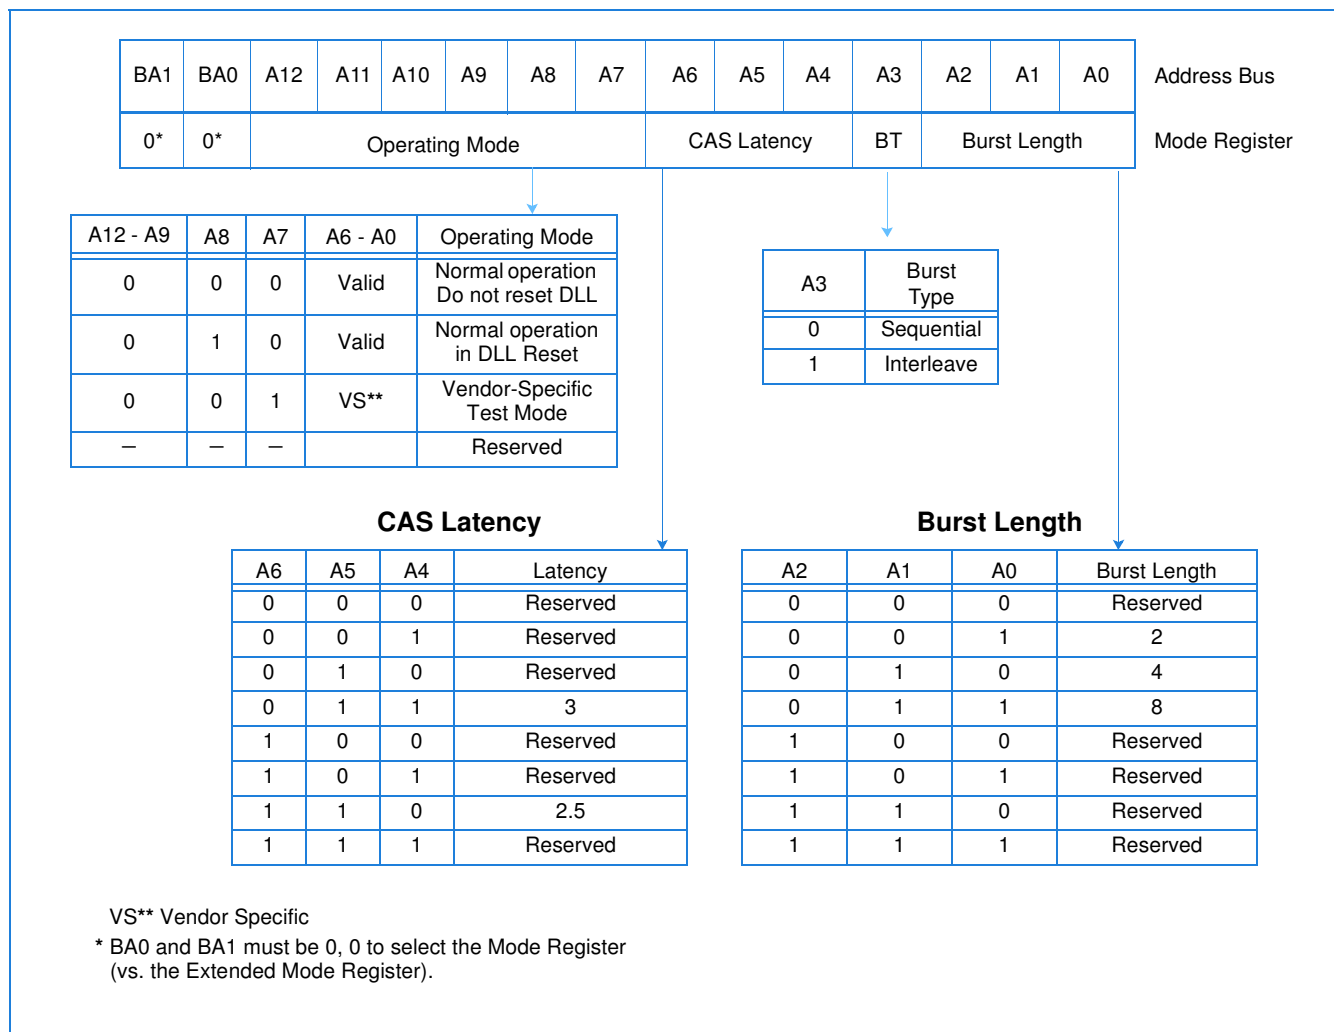 BA1 BA0 A12 A11 A10 A9 A8 A7 A6 A5 A4 A3 A2 A1 A0 Address Bus
0* 0* Operating Mode CAS Latency BT Burst Length Mode Register
A12 - A9 A8 A7 A6 - A0 Operating Mode
0 0 0 Valid Normal operation
Do not reset DLL
0 1 0 Valid Normal operation
in DLL Reset
0 0 1 VS** Vendor-Specific
Test Mode
— — — Reserved
A3 Burst
Type
0 Sequential
1 Interleave
CAS Latency
A6 A5 A4 Latency
0 0 0 Reserved
0 0 1 Reserved
0 1 0 Reserved
0 1 1 3
1 0 0 Reserved
1 0 1 Reserved
1 1 0 2.5
1 1 1 Reserved
Burst Length
A2 A1 A0 Burst Length
0 0 0 Reserved
0 0 1 2
0 1 0 4
0 1 1 8
1 0 0 Reserved
1 0 1 Reserved
1 1 0 Reserved
1 1 1 Reserved
VS** Vendor Specific
* BA0 and BA1 must be 0, 0 to select the Mode Register
(vs. the Extended Mode Register).